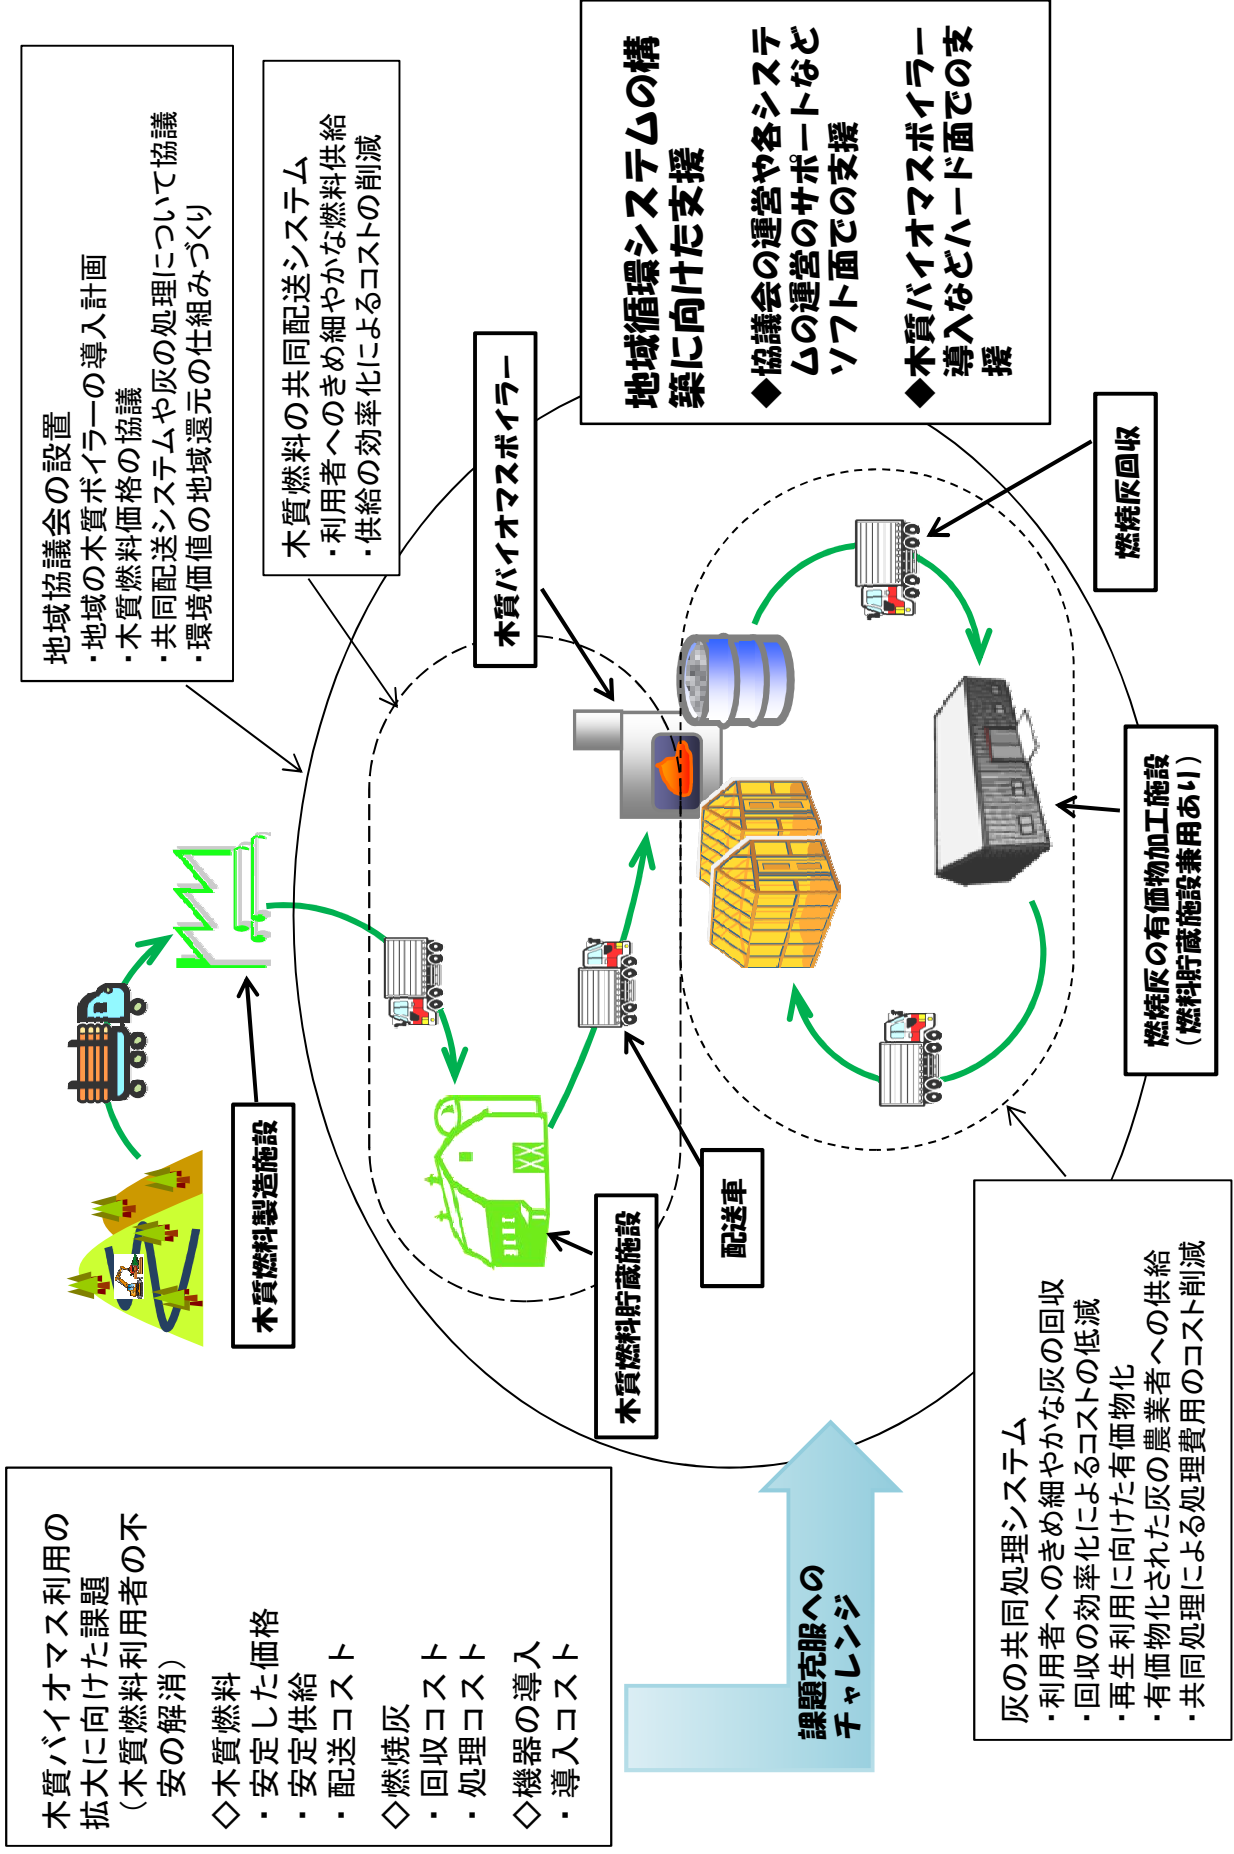 木質バイオマス利用の
拡大に向けた課題
（木質燃料利用者の不
安の解消）
◇木質燃料
・安定した価格
・安定供給
・配送コスト
◇燃焼灰
・回収コスト
・処理コスト
◇機器の導入
・導入コスト
課題克服への
チャレンジ
地域協議会の設置
・地域の木質ボイラーの導入計画
・木質燃料価格の協議
・共同配送システムや灰の処理について協議
・環境価値の地域還元の仕組みづくり
木質燃料の共同配送システム
・利用者へのきめ細やかな燃料供給
・供給の効率化によるコストの削減
木質燃料製造施設
木質燃料貯蔵施設
配送車
木質バイオマスボイラー
地域循環システムの構
築に向けた支援
◆協議会の運営や各システ
ムの運営のサポートなど
ソフト面での支援
◆木質バイオマスボイラー
導入などハード面での支
援
燃焼灰回収
燃焼灰の有価物加工施設
（燃料貯蔵施設兼用あり）
灰の共同処理システム
・利用者へのきめ細やかな灰の回収
・回収の効率化によるコストの低減
・再生利用に向けた有価物化
・有価物化された灰の農業者への供給
・共同処理による処理費用のコスト削減